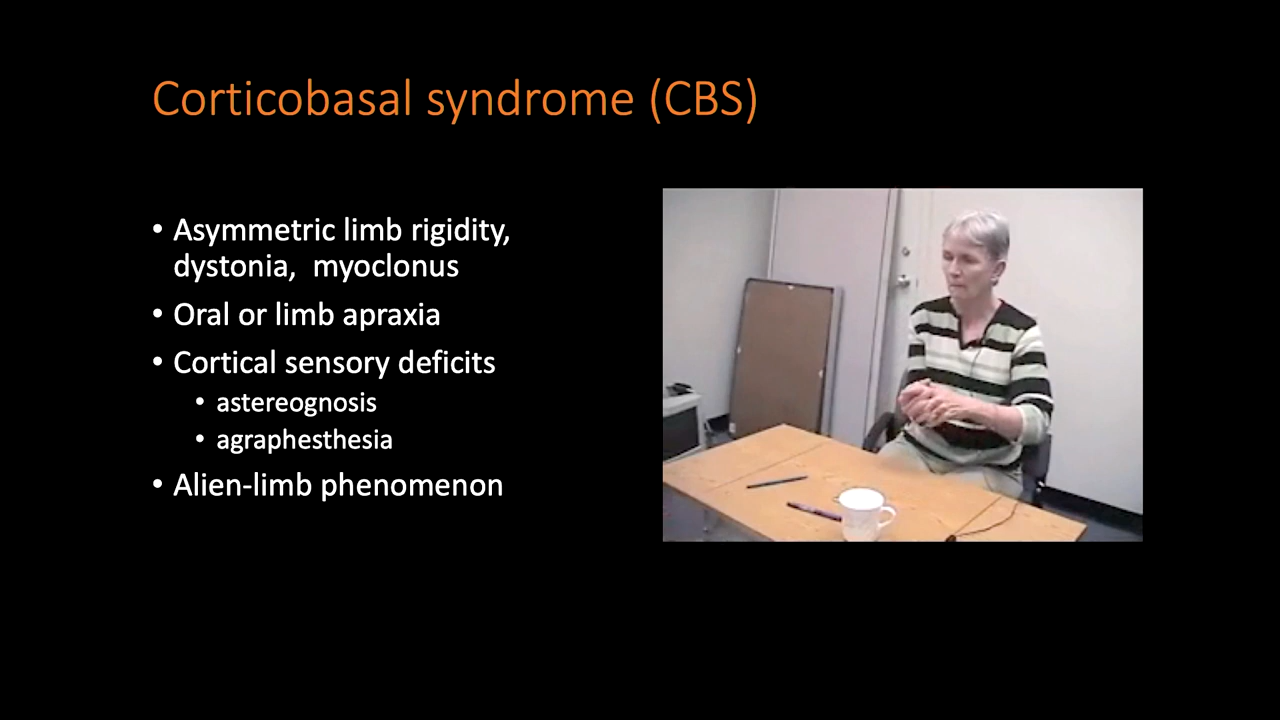 Corticobasal syndrome (CBS)
• Asymmetric limb rigidity,
dystonia,  myoclonus
• Oral or limb apraxia
• Cortical sensory deficits
• astereognosis
• agraphesthesia
• Alien-limb phenomenon